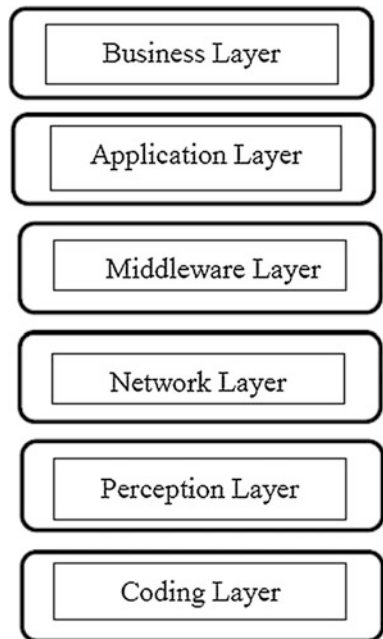 Business Layer
Application Layer
Middleware Layer
Network Layer
Perception Layer
Coding Layer